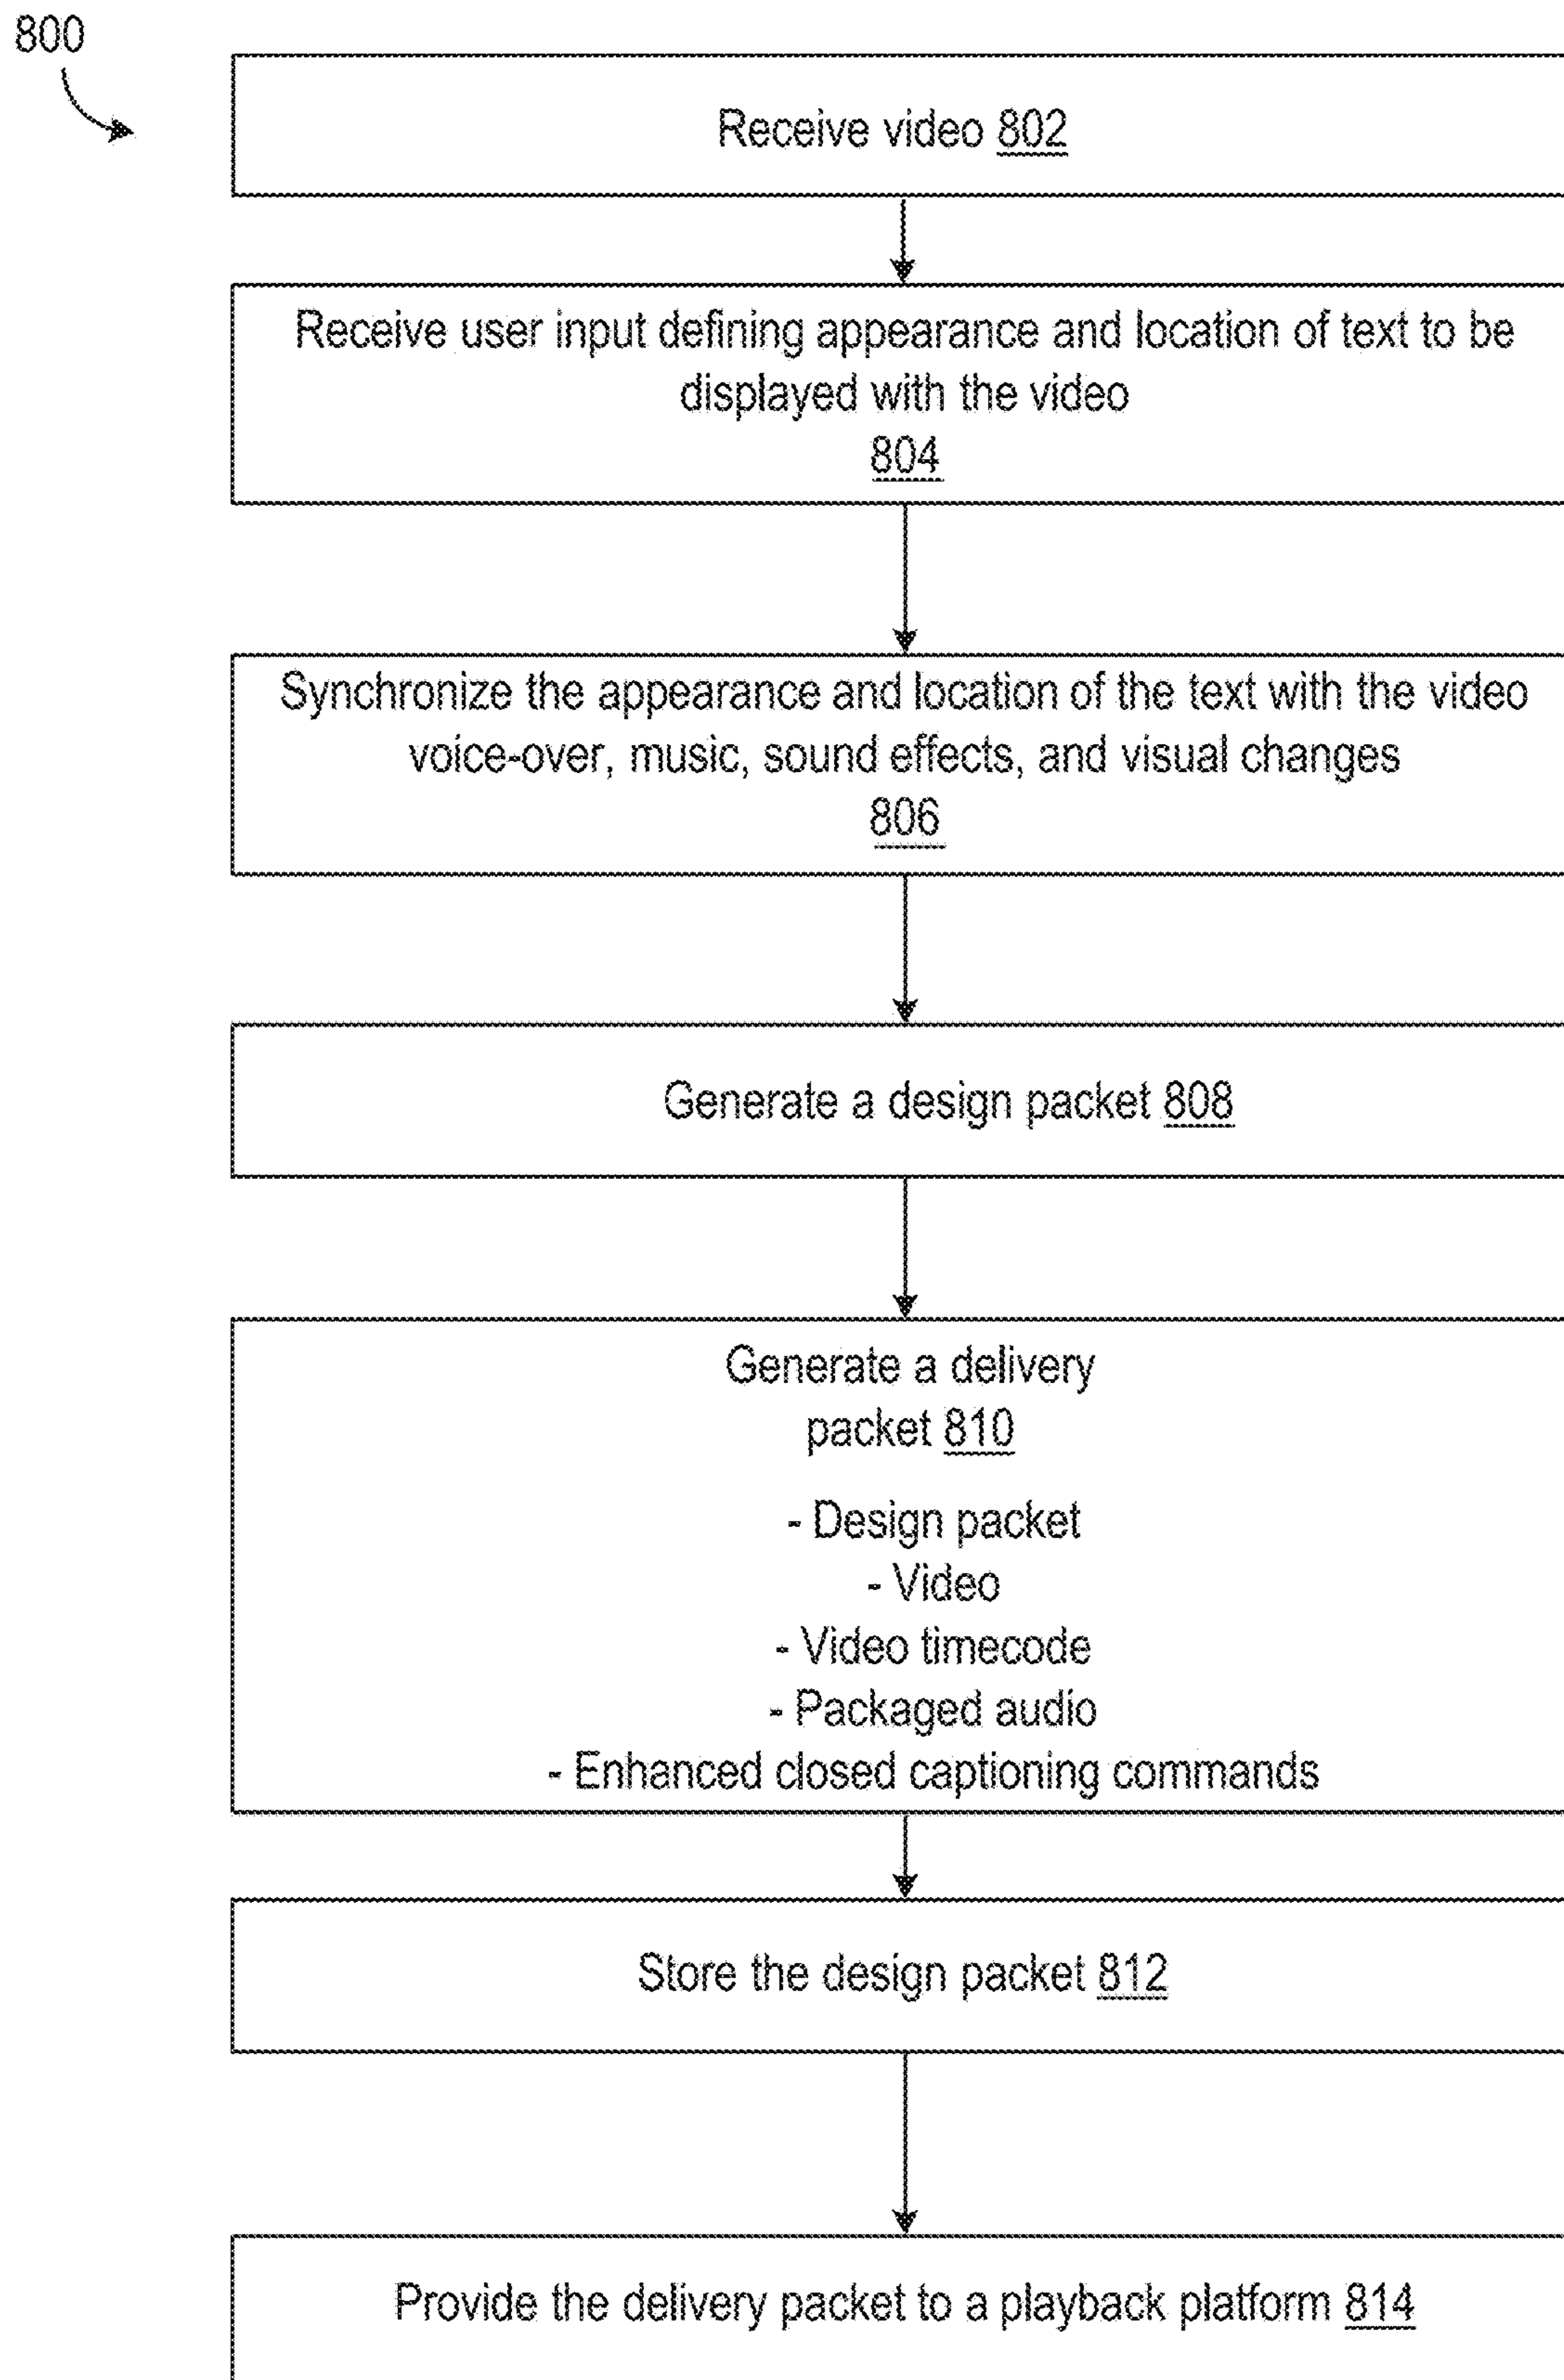 800
Receive video 802
Receive user input defining appearance and location of text to be
displayed with the video
804
Synchronize the appearance and location of the text with the video
voice-over, music, sound effects, and visual changes
806
Generate a design packet 808
Generate a delivery
packet 810
- Design packet
- Video
- Video timecode
- Packaged audio
- Enhanced closed captioning commands
Store the design packet 812
Provide the delivery packet to a playback platform 814